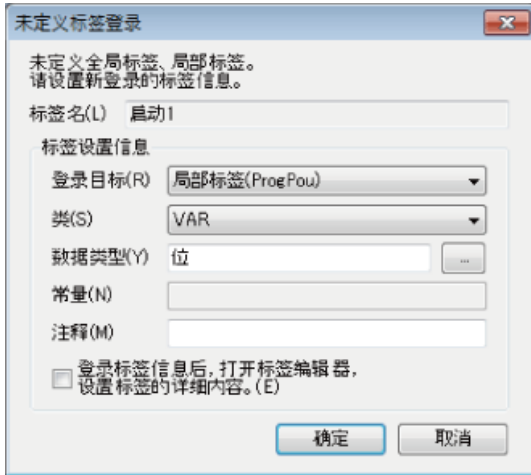 未定义标签登录
未定义全局标签、局部标签。
请设置新登录的标签信息。
标签名(L) 启动1
标签设置信息
登录目标(R) 局部标签(ProgPou)
类(S) VAR
数据类型(Y) 位 ...
常量(N)
注释(M)
登录标签信息后,打开标签编辑器,
设置标签的详细内容。(E)
确定 取消